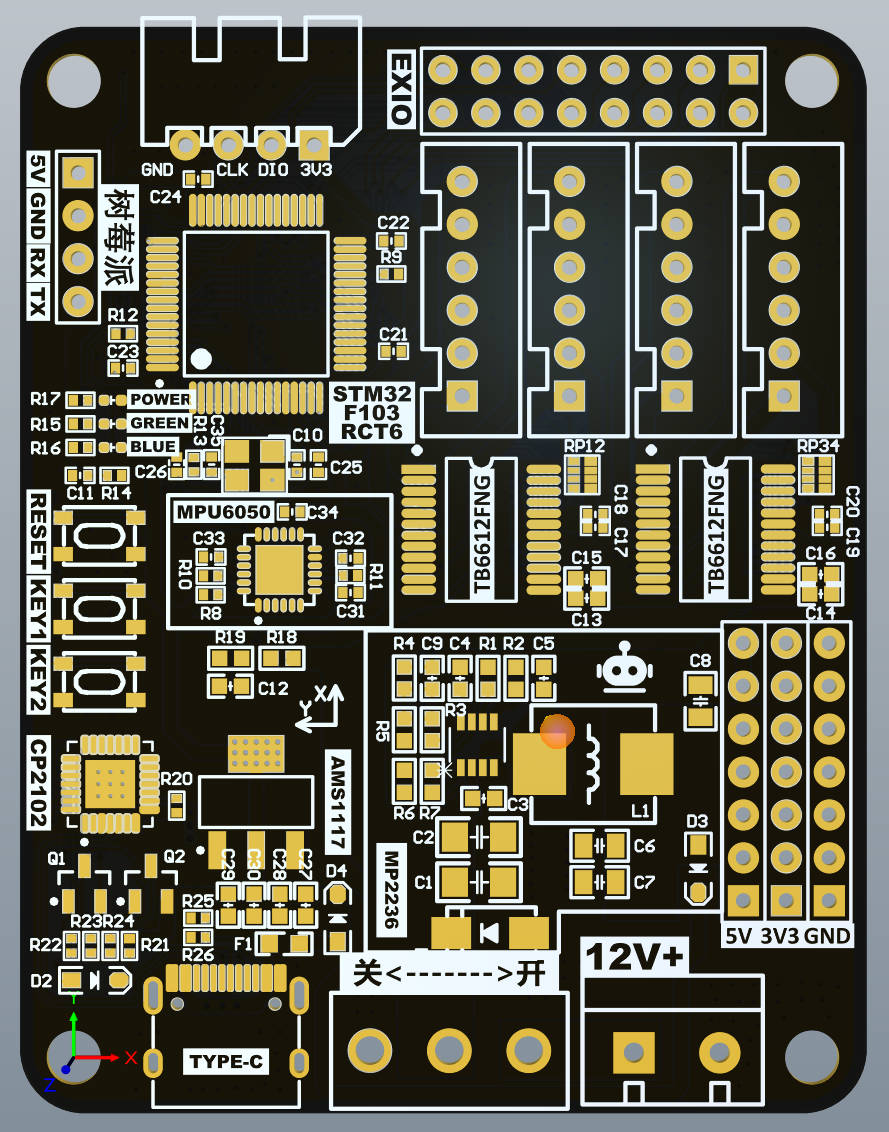 EXIO
GND CLK DIO 3V3
C24
5V GND RX TX
树莓派
C22
R9
R12
C23
C21
R17 POWER
R15 GREEN
R16 BLUE
STM32
F103
RCT6
R13
C35
C10
C26
C25
C11 R14
RP12
RP34
RESET
KEY1
KEY2
MPU6050
C34
C33
C32
R10
R11
R8
C31
TB6612FNG
TB6612FNG
C18
C17
C20
C19
C15
C13
C16
C14
R19 R18
C12
X
Y
R4 C9 C4 R1 R2 C5
C8
R3
R5
R6 R7
C3
L1
CP2102
R20
AMS1117
C2
C1
C6
C7
D3
MP2236
Q1
Q2
C29
C30
C28
C27
D4
R25
R23 R24
R22
R21
R26
F1
D2
5V 3V3 GND
关<------->开
12V+
TYPE-C
Y
X
Z